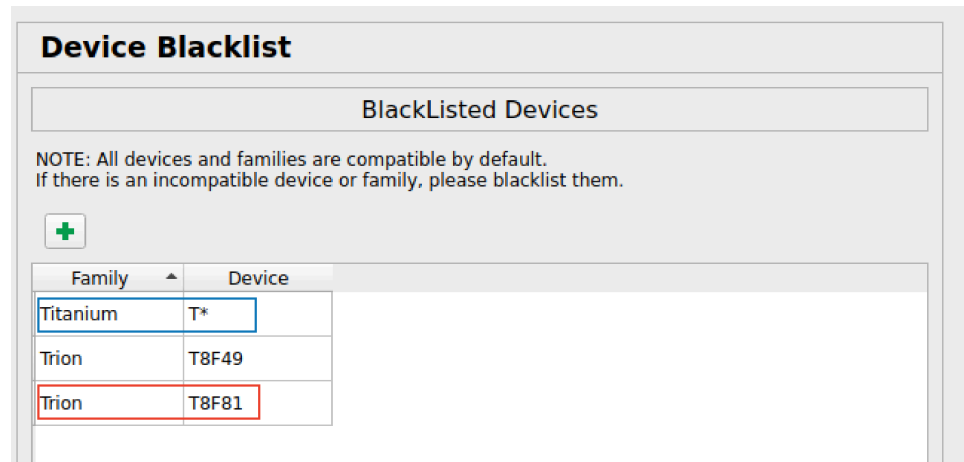 Device Blacklist
BlackListed Devices
NOTE: All devices and families are compatible by default.
If there is an incompatible device or family, please blacklist them.
Family Device
Titanium T*
Trion T8F49
Trion T8F81